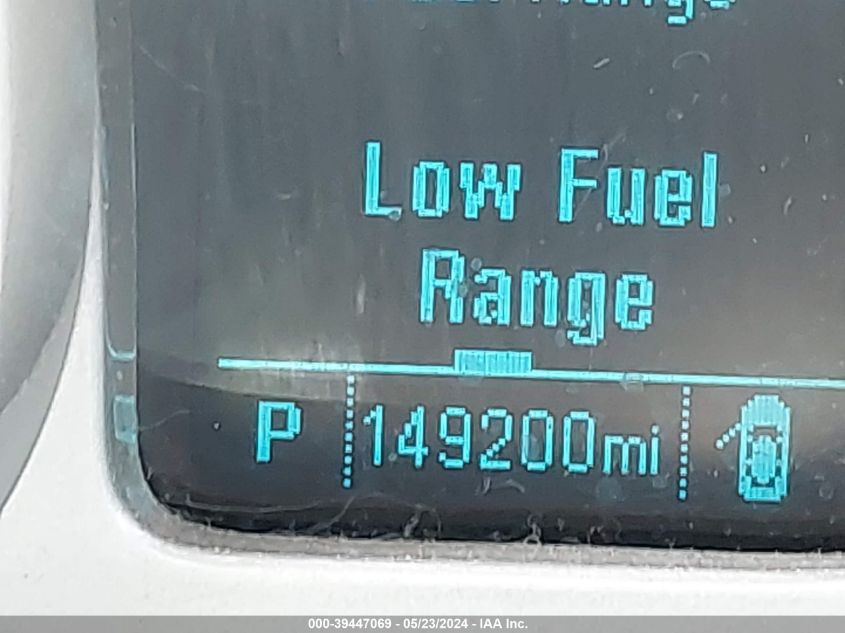 Low Fuel
Range
P 149200mi
000-39447069 - 05/23/2024 - IAA Inc.